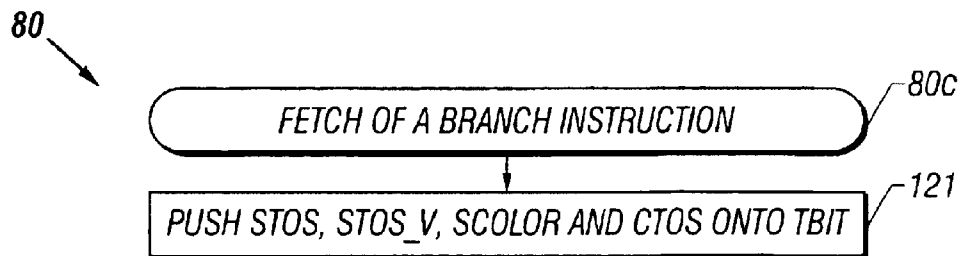 80
FETCH OF A BRANCH INSTRUCTION
80c
PUSH STOS, STOS_V, SCOLOR AND CTOS ONTO TBIT
121